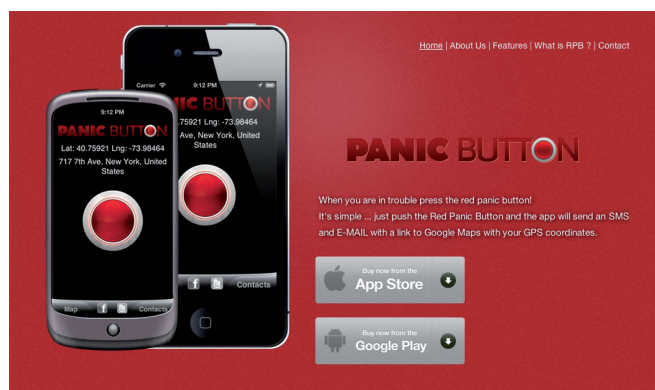 Home | About Us | Features | What is RPB ? | Contact
Carrier 9:12 PM
PANIC BUTTON
.75921 Lng: -73.98464
Ave, New York, United
States
Contacts
9:12 PM
PANIC BUTTON
Lat: 40.75921 Lng: -73.98464
717 7th Ave, New York, United
States
Map f Contacts
PANIC BUTTON
When you are in trouble press the red panic button!
It's simple ... just push the Red Panic Button and the app will send an SMS
and E-MAIL with a link to Google Maps with your GPS coordinates.
Buy now from the
App Store
Buy now from the
Google Play